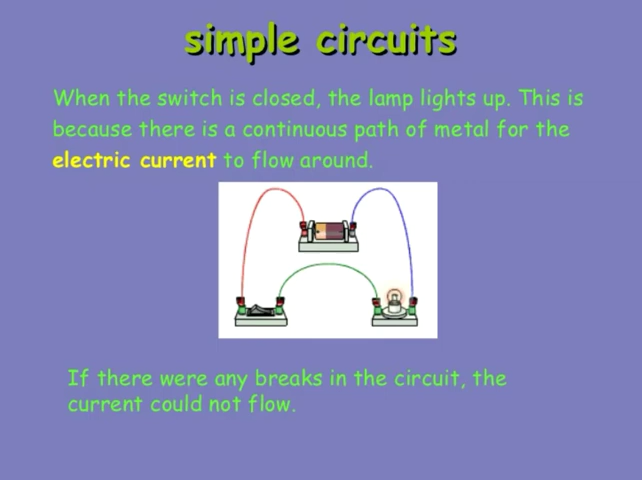 simple circuits
When the switch is closed, the lamp lights up. This is
because there is a continuous path of metal for the
electric current to flow around.
If there were any breaks in the circuit, the
current could not flow.